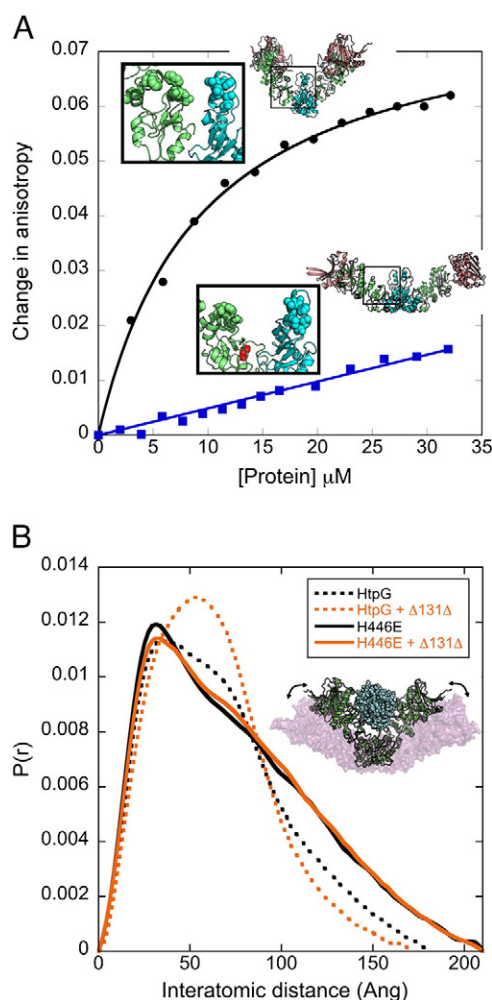 A
0.07
0.06
0.05
0.04
0.03
0.02
0.01
0
Change in anisotropy
0 5 10 15 20 25 30 35
[Protein] μM
B
0.014
0.012
0.01
0.008
0.006
0.004
0.002
0
P(r)
HtpG
HtpG + Δ131Δ
H446E
H446E + Δ131Δ
0 50 100 150 200
Interatomic distance (Ang)